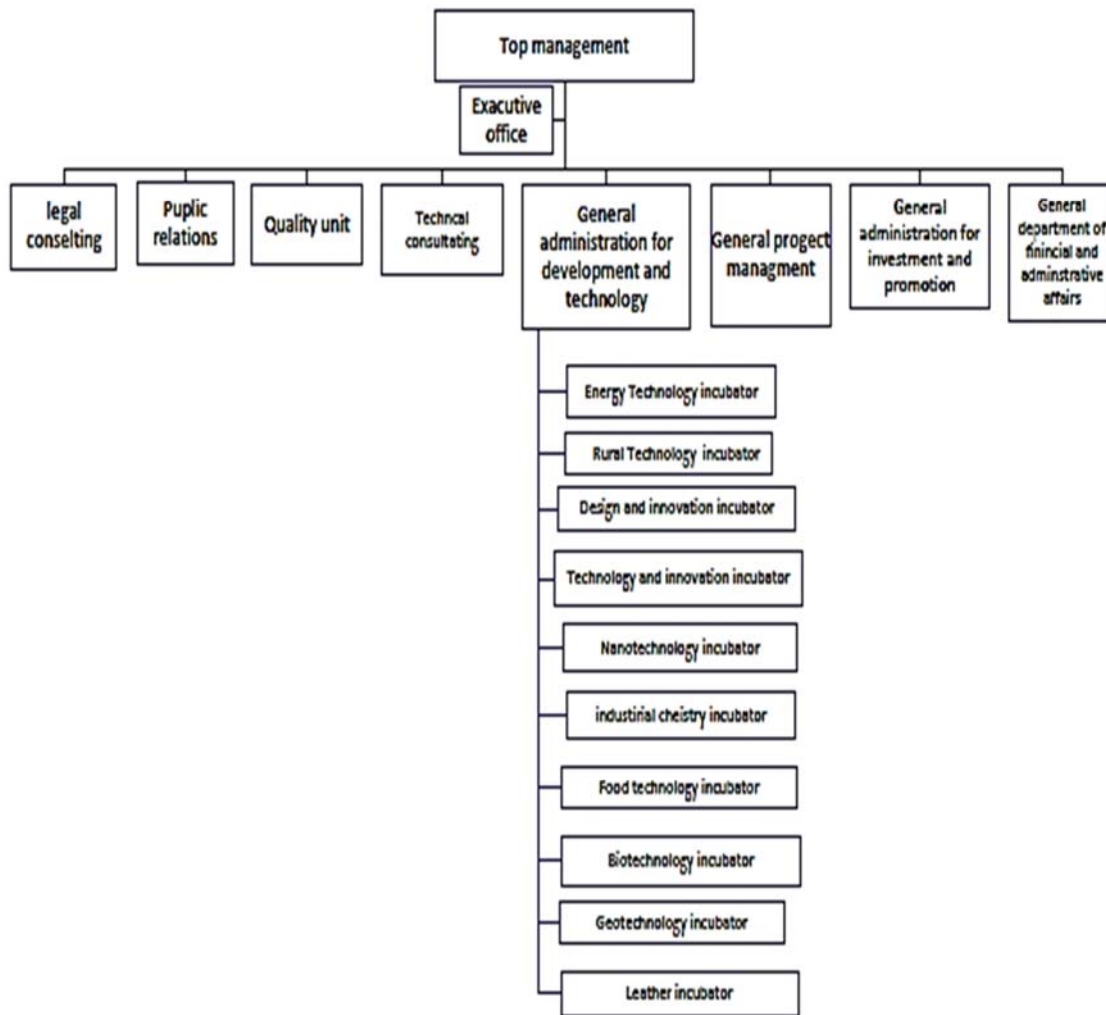 Top management
Exacutive
office
legal
conselting
Puplic
relations
Quality unit
Techncal
consultating
General
administration for
development and
technology
General progect
managment
General
administration for
investment and
promotion
General
department of
finincial and
adminstrative
affairs
Energy Technology incubator
Rural Technology incubator
Design and innovation incubator
Technology and innovation incubator
Nanotechnology incubator
industirial cheistry incubator
Food technology incubator
Biotechnology incubator
Geotechnology incubator
Leather incubator